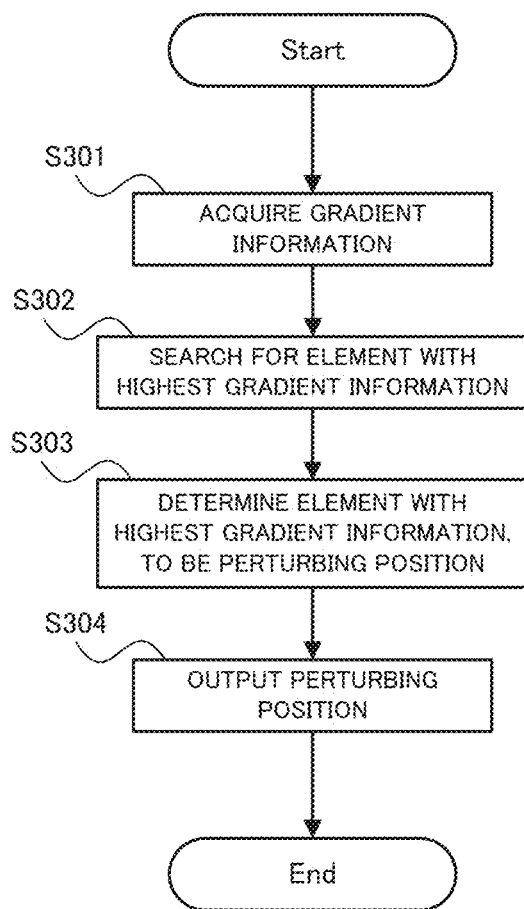 Start
S301
ACQUIRE GRADIENT
INFORMATION
S302
SEARCH FOR ELEMENT WITH
HIGHEST GRADIENT INFORMATION
S303
DETERMINE ELEMENT WITH
HIGHEST GRADIENT INFORMATION,
TO BE PERTURBING POSITION
S304
OUTPUT PERTURBING
POSITION
End